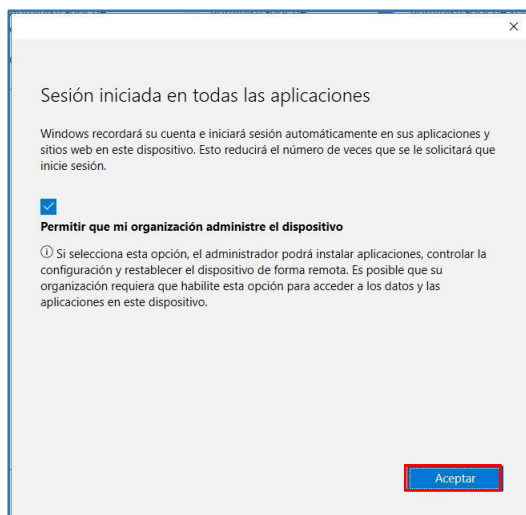 Sesión iniciada en todas las aplicaciones
Windows recordará su cuenta e iniciará sesión automáticamente en sus aplicaciones y
sitios web en este dispositivo. Esto reducirá el número de veces que se le solicitará que
inicie sesión.
Permitir que mi organización administre el dispositivo
Si selecciona esta opción, el administrador podrá instalar aplicaciones, controlar la
configuración y restablecer el dispositivo de forma remota. Es posible que su
organización requiera que habilite esta opción para acceder a los datos y las
aplicaciones en este dispositivo.
Aceptar